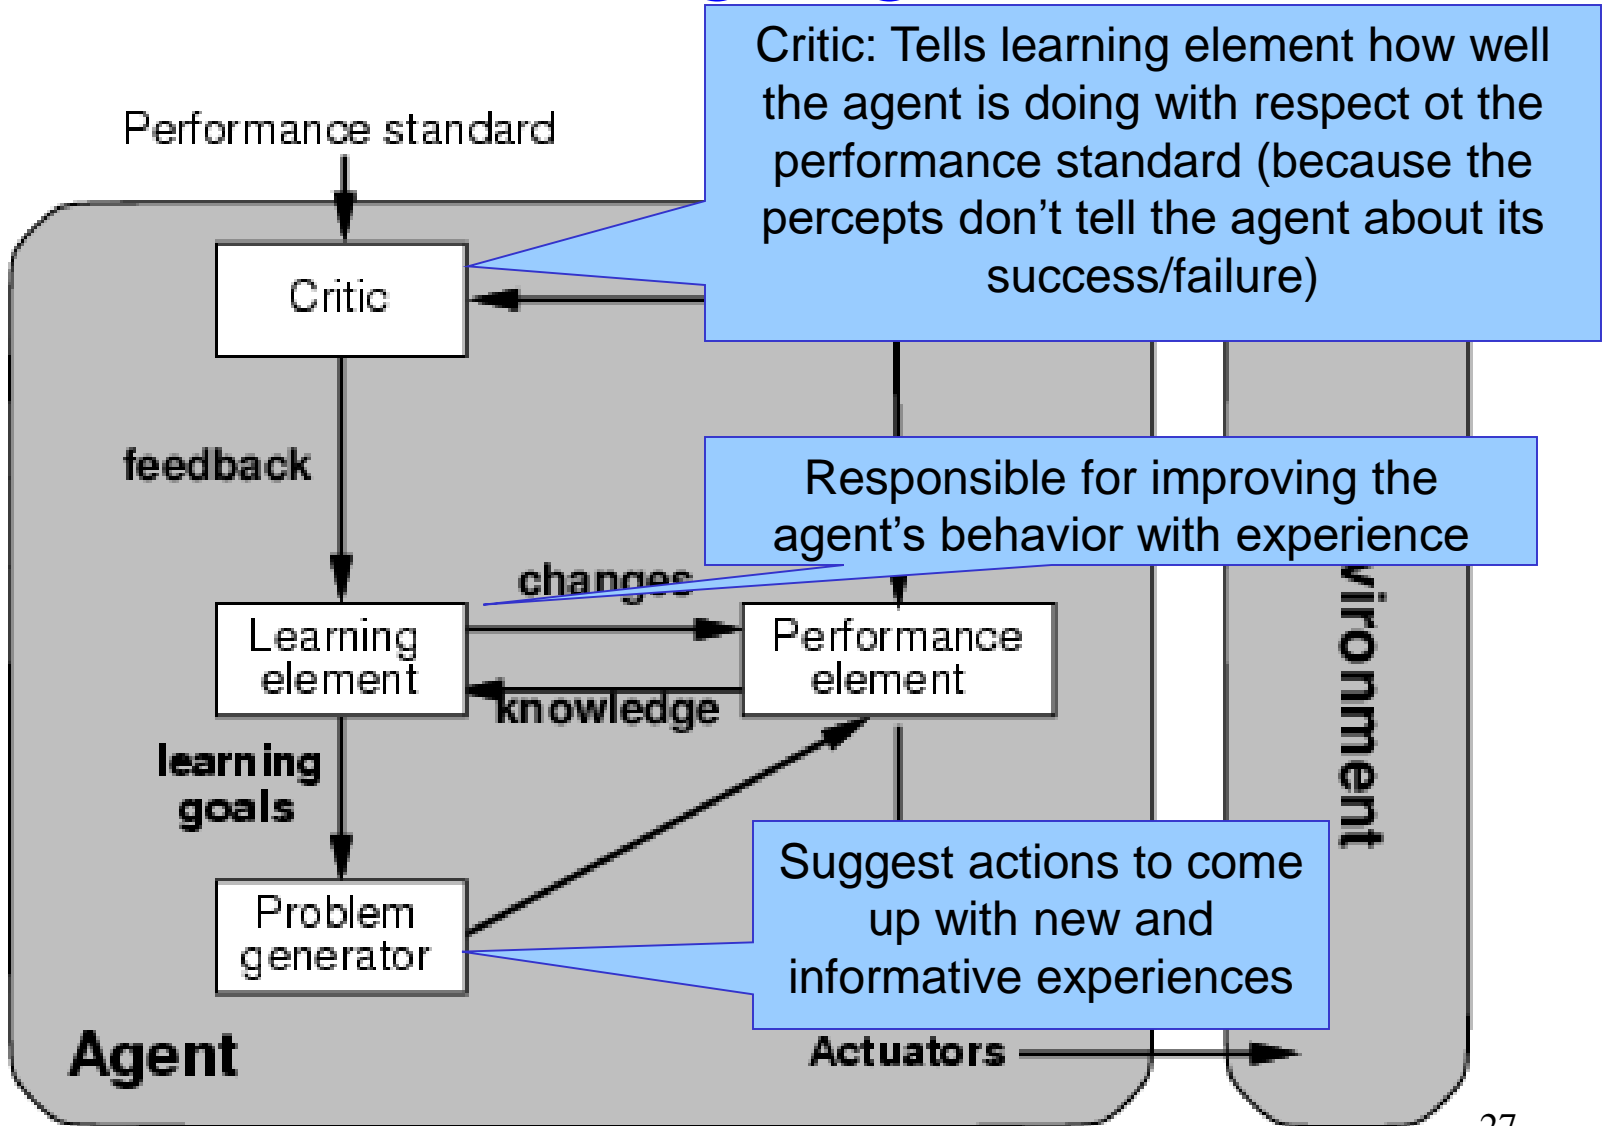 Critic: Tells learning element how well
the agent is doing with respect ot the
performance standard (because the
percepts don’t tell the agent about its
success/failure)
Performance standard
Critic
feedback
Responsible for improving the
agent’s behavior with experience
changes
Learning
element
Performance
element
knowledge
vironment
learning
goals
Problem
generator
Suggest actions to come
up with new and
informative experiences
Agent
Actuators
27